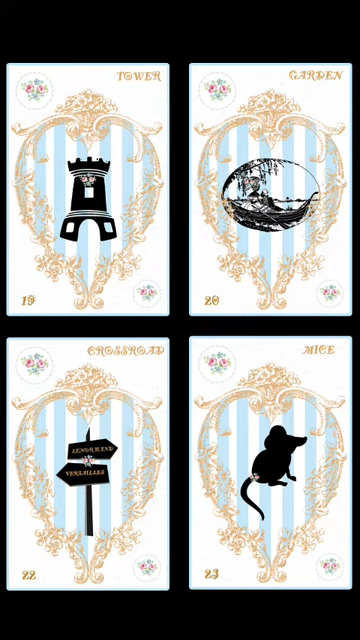 TOWER
19
GARDEN
20
CROSSROAD
LENORMAND
VERSAILLES
22
MICE
23